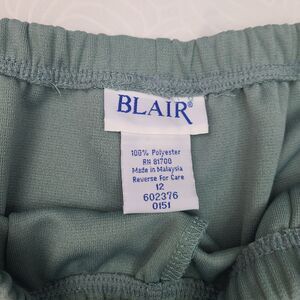 BLAIR
100% Polyester
RN 81700
Made in Malaysia
Reverse For Care
12
602376
0151